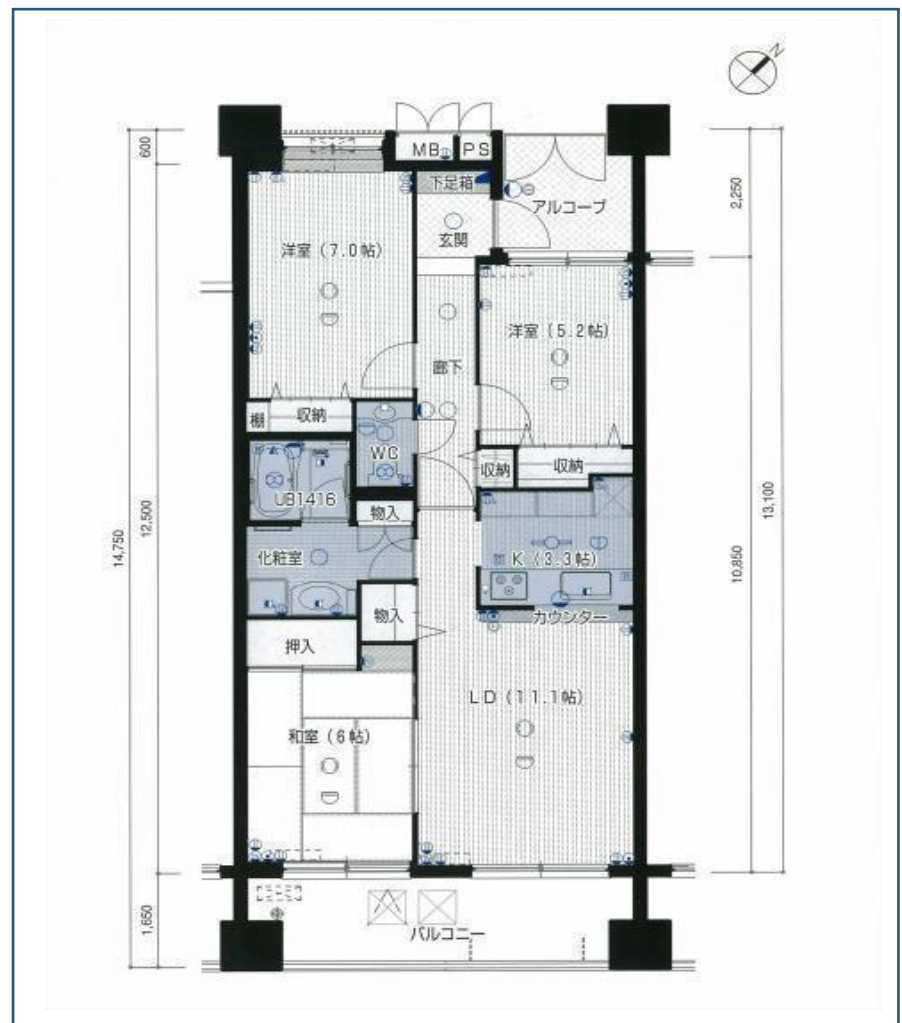 N
600
MB
PS
2,250
下足箱
アルコーブ
玄関
洋室（7.0帖）
洋室（5.2帖）
廊下
棚
収納
WC
収納
収納
UB1416
物入
14,750
12,500
13,100
化粧室
K（3.3帖）
10,850
物入
カウンター
押入
LD（11.1帖）
和室（6帖）
1,650
バルコニー